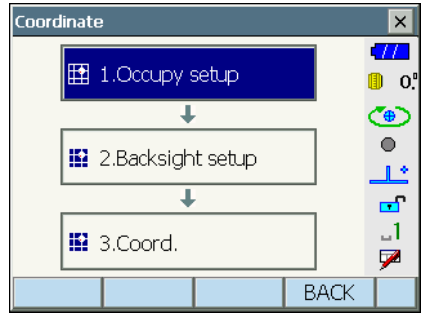 Coordinate
1.Occupy setup
0."
2.Backsight setup
3.Coord.
1
BACK